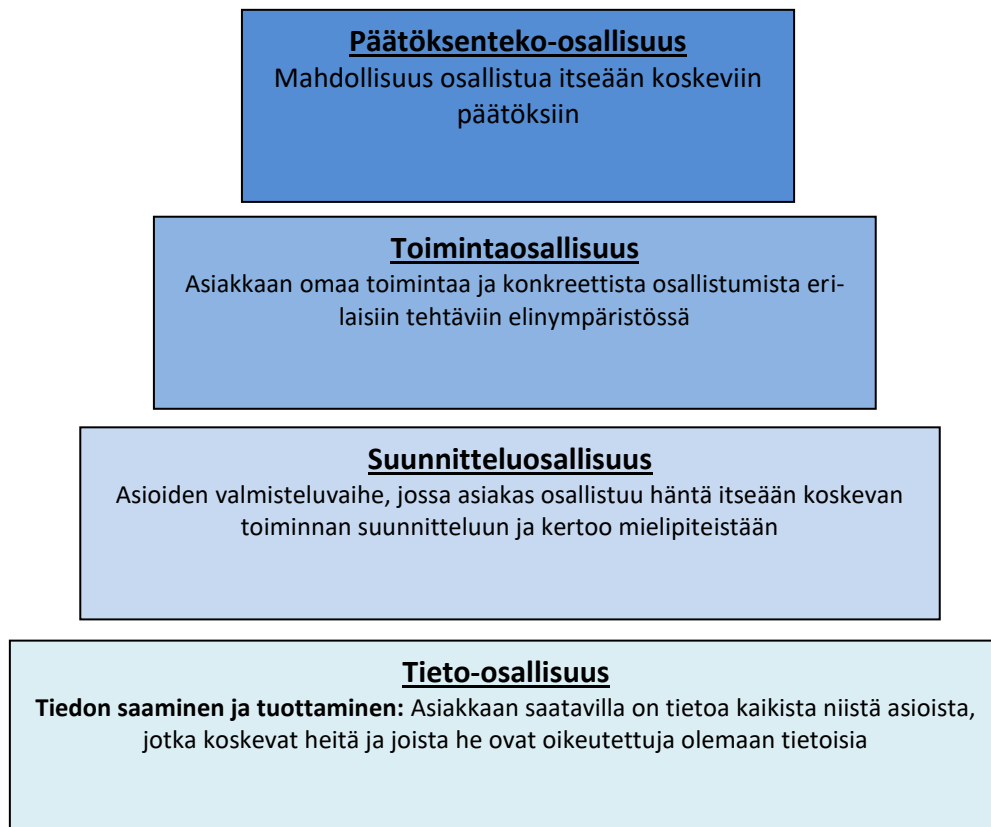 Päätöksenteko-osallisuus
Mahdollisuus osallistua itseään koskeviin
päätöksiin
Toimintaosallisuus
Asiakkaan omaa toimintaa ja konkreettista osallistumista eri-
laisiin tehtäviin elinympäristössä
Suunnitteluosallisuus
Asioiden valmisteluvaihe, jossa asiakas osallistuu häntä itseään koskevan
toiminnan suunnitteluun ja kertoo mielipiteistään
Tieto-osallisuus
Tiedon saaminen ja tuottaminen: Asiakkaan saatavilla on tietoa kaikista niistä asioista,
jotka koskevat heitä ja joista he ovat oikeutettuja olemaan tietoisia